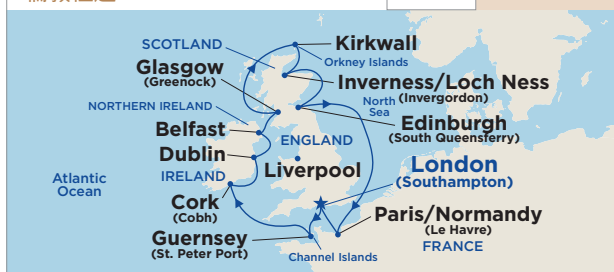 SCOTLAND
Kirkwall
Orkney Islands
Glasgow
(Greenock)
Inverness/Loch Ness
(Invergordon)
NORTHERN IRELAND
North
Sea
Edinburgh
(South Queensferry)
Belfast
ENGLAND
Dublin
Liverpool
London
(Southampton)
Atlantic
Ocean
IRELAND
Cork
(Cobh)
Paris/Normandy
(Le Havre)
Guernsey
(St. Peter Port)
Channel Islands
FRANCE